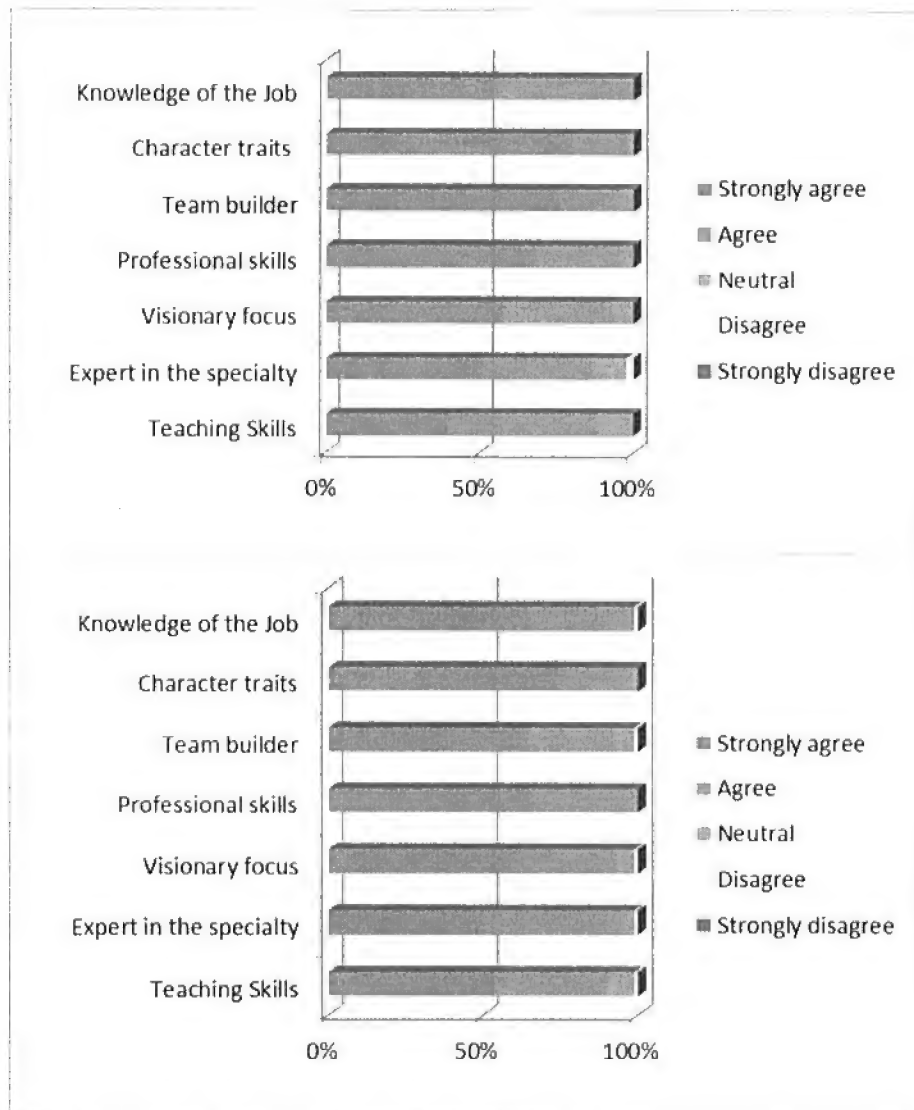 Knowledge of the Job
Character traits
Team builder
Professional skills
Visionary focus
Expert in the specialty
Teaching Skills
0% 50% 100%
Strongly agree
Agree
Neutral
Disagree
Strongly disagree
Knowledge of the Job
Character traits
Team builder
Professional skills
Visionary focus
Expert in the specialty
Teaching Skills
0% 50% 100%
Strongly agree
Agree
Neutral
Disagree
Strongly disagree